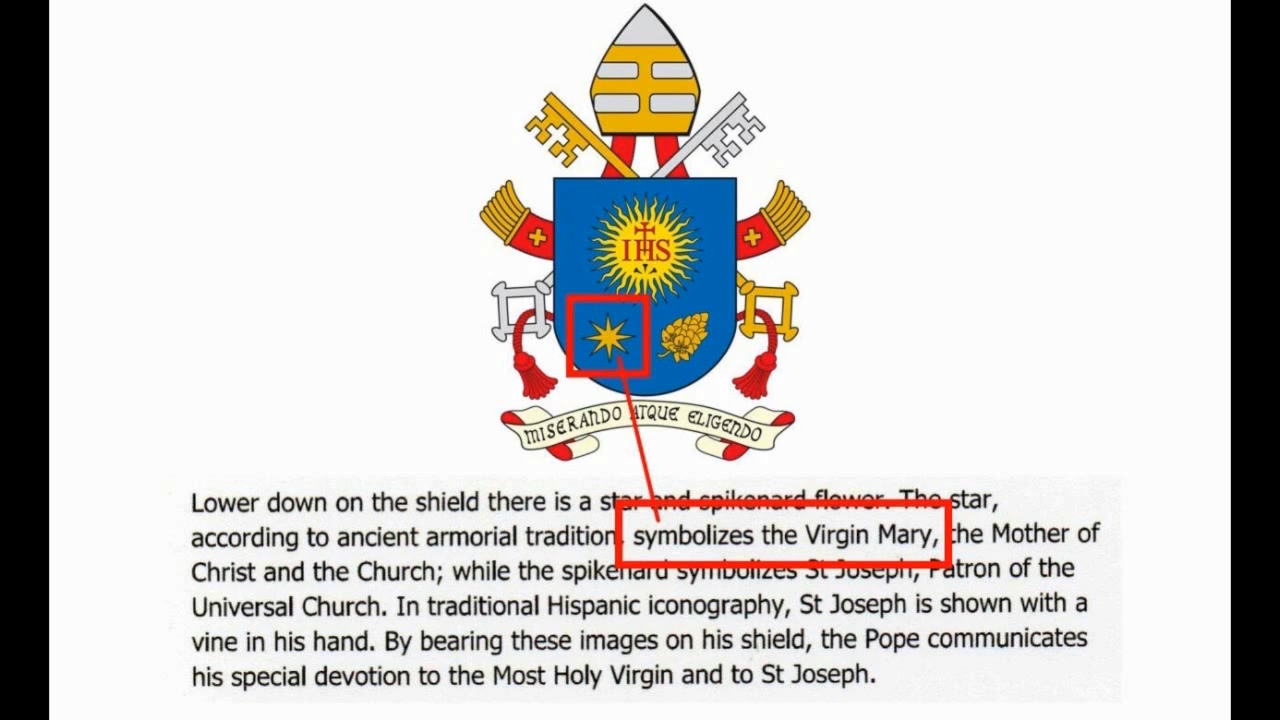 IHS
MISERANDO ATQUE ELIGENDO
Lower down on the shield there is a star and spikenard flower. The star,
according to ancient armorial tradition, symbolizes the Virgin Mary, the Mother of
Christ and the Church; while the spikenard symbolizes St Joseph, Patron of the
Universal Church. In traditional Hispanic iconography, St Joseph is shown with a
vine in his hand. By bearing these images on his shield, the Pope communicates
his special devotion to the Most Holy Virgin and to St Joseph.